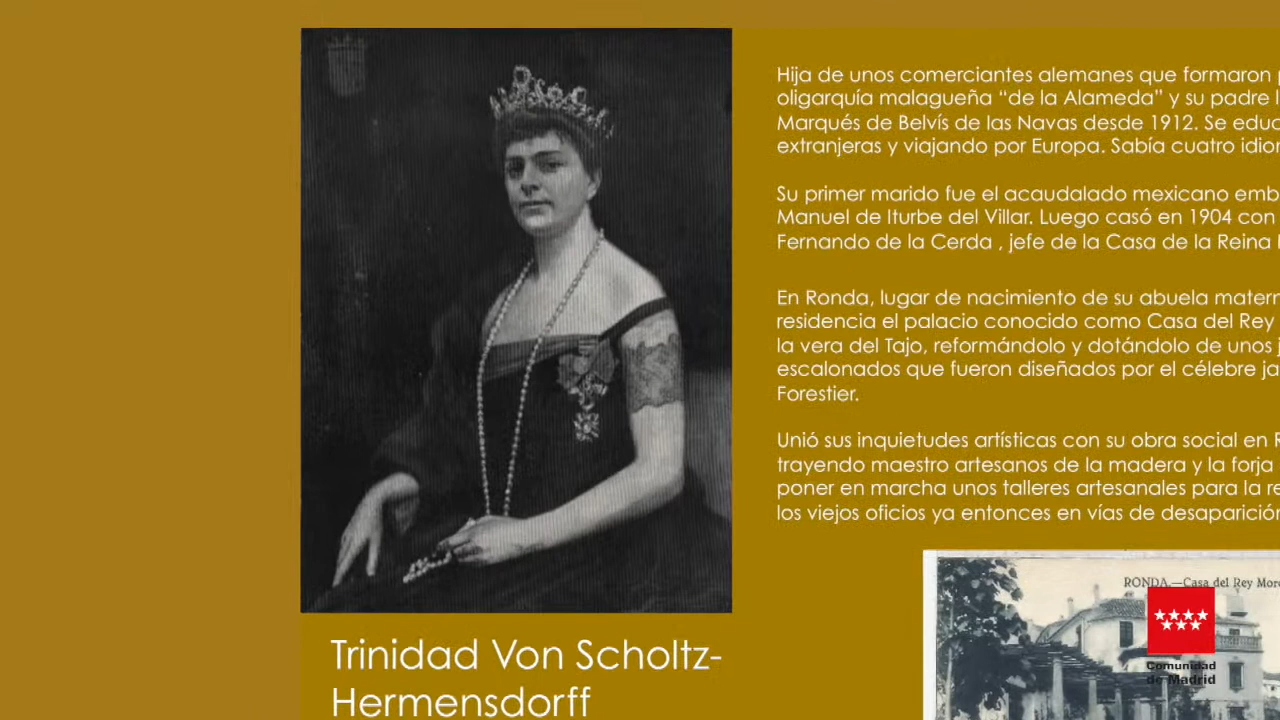 Hija de unos comerciantes alemanes que formaron
oligarquía malagueña “de la Alameda” y su padre
Marqués de Belvís de las Navas desde 1912. Se
extranjeras y viajando por Europa. Sabía cuatro
Su primer marido fue el acaudalado mexicano
Manuel de Iturbe del Villar. Luego casó en 1904 con
Fernando de la Cerda , jefe de la Casa de la Reina
En Ronda, lugar de nacimiento de su abuela
residencia el palacio conocido como Casa del Rey
la vera del Tajo, reformándolo y dotándolo de unos
escalonados que fueron diseñados por el célebre
Forestier.
Unió sus inquietudes artísticas con su obra social en
trayendo maestro artesanos de la madera y la forja
poner en marcha unos talleres artesanales para la
los viejos oficios ya entonces en vías de desaparición
RONDA.—Casa del Rey
Comunidad
de Madrid
Trinidad Von Scholtz-
Hermensdorff